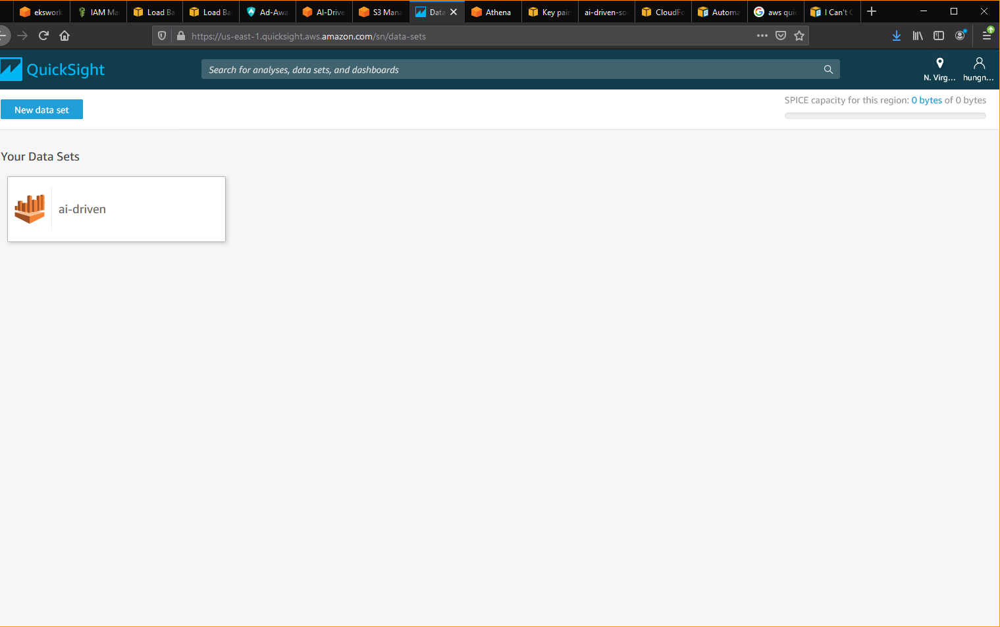 ekswork
IAM Ma
Load Ba
Load Bal
Ad-Awa
AI-Drive
S3 Mana
Data
Athena
Key pair
ai-driven-so
CloudFo
Automa
aws quic
I Can't C
https://us-east-1.quicksight.aws.amazon.com/sn/data-sets
QuickSight
Search for analyses, data sets, and dashboards
N. Virg...
hungn...
New data set
SPICE capacity for this region: 0 bytes of 0 bytes
Your Data Sets
ai-driven